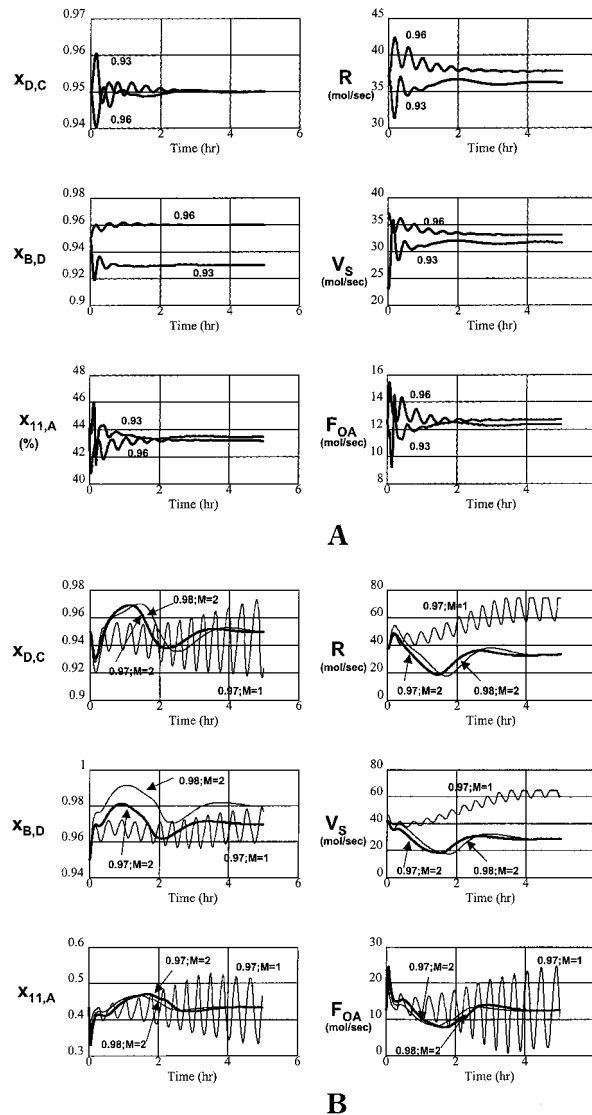 0.97
0.96
0.95
0.94
0.93
0.96
X_D,C
0 2 4 6
Time (hr)
45
40
35
30
0.96
0.93
R
(mol/sec)
0 2 4
Time (hr)
0.98
0.96
0.94
0.92
0.9
0.96
0.93
X_B,D
0 2 4 6
Time (hr)
40
35
30
25
20
0.96
0.93
V_S
(mol/sec)
0 2 4
Time (hr)
48
46
44
42
40
0.93
0.96
X_11,A
(%)
0 2 4 6
Time (hr)
16
14
12
10
8
0.96
0.93
F_OA
(mol/sec)
0 2 4
Time (hr)
A
0.98
0.96
0.94
0.92
0.9
0.98;M=2
0.97;M=2
0.97;M=1
X_D,C
0 2 4 6
Time (hr)
80
60
40
20
0
0.97;M=1
0.97;M=2
0.98;M=2
R
(mol/sec)
0 2 4
Time (hr)
1
0.98
0.96
0.94
0.98;M=2
0.97;M=2
0.97;M=1
X_B,D
0 2 4 6
Time (hr)
80
60
40
20
0
0.97;M=1
0.97;M=2
0.98;M=2
V_S
(mol/sec)
0 2 4
Time (hr)
0.6
0.5
0.4
0.3
0.97;M=2
0.97;M=1
0.98;M=2
X_11,A
0 2 4 6
Time (hr)
30
20
10
0
0.97;M=2
0.97;M=1
0.98;M=2
F_OA
(mol/sec)
0 2 4
Time (hr)
B